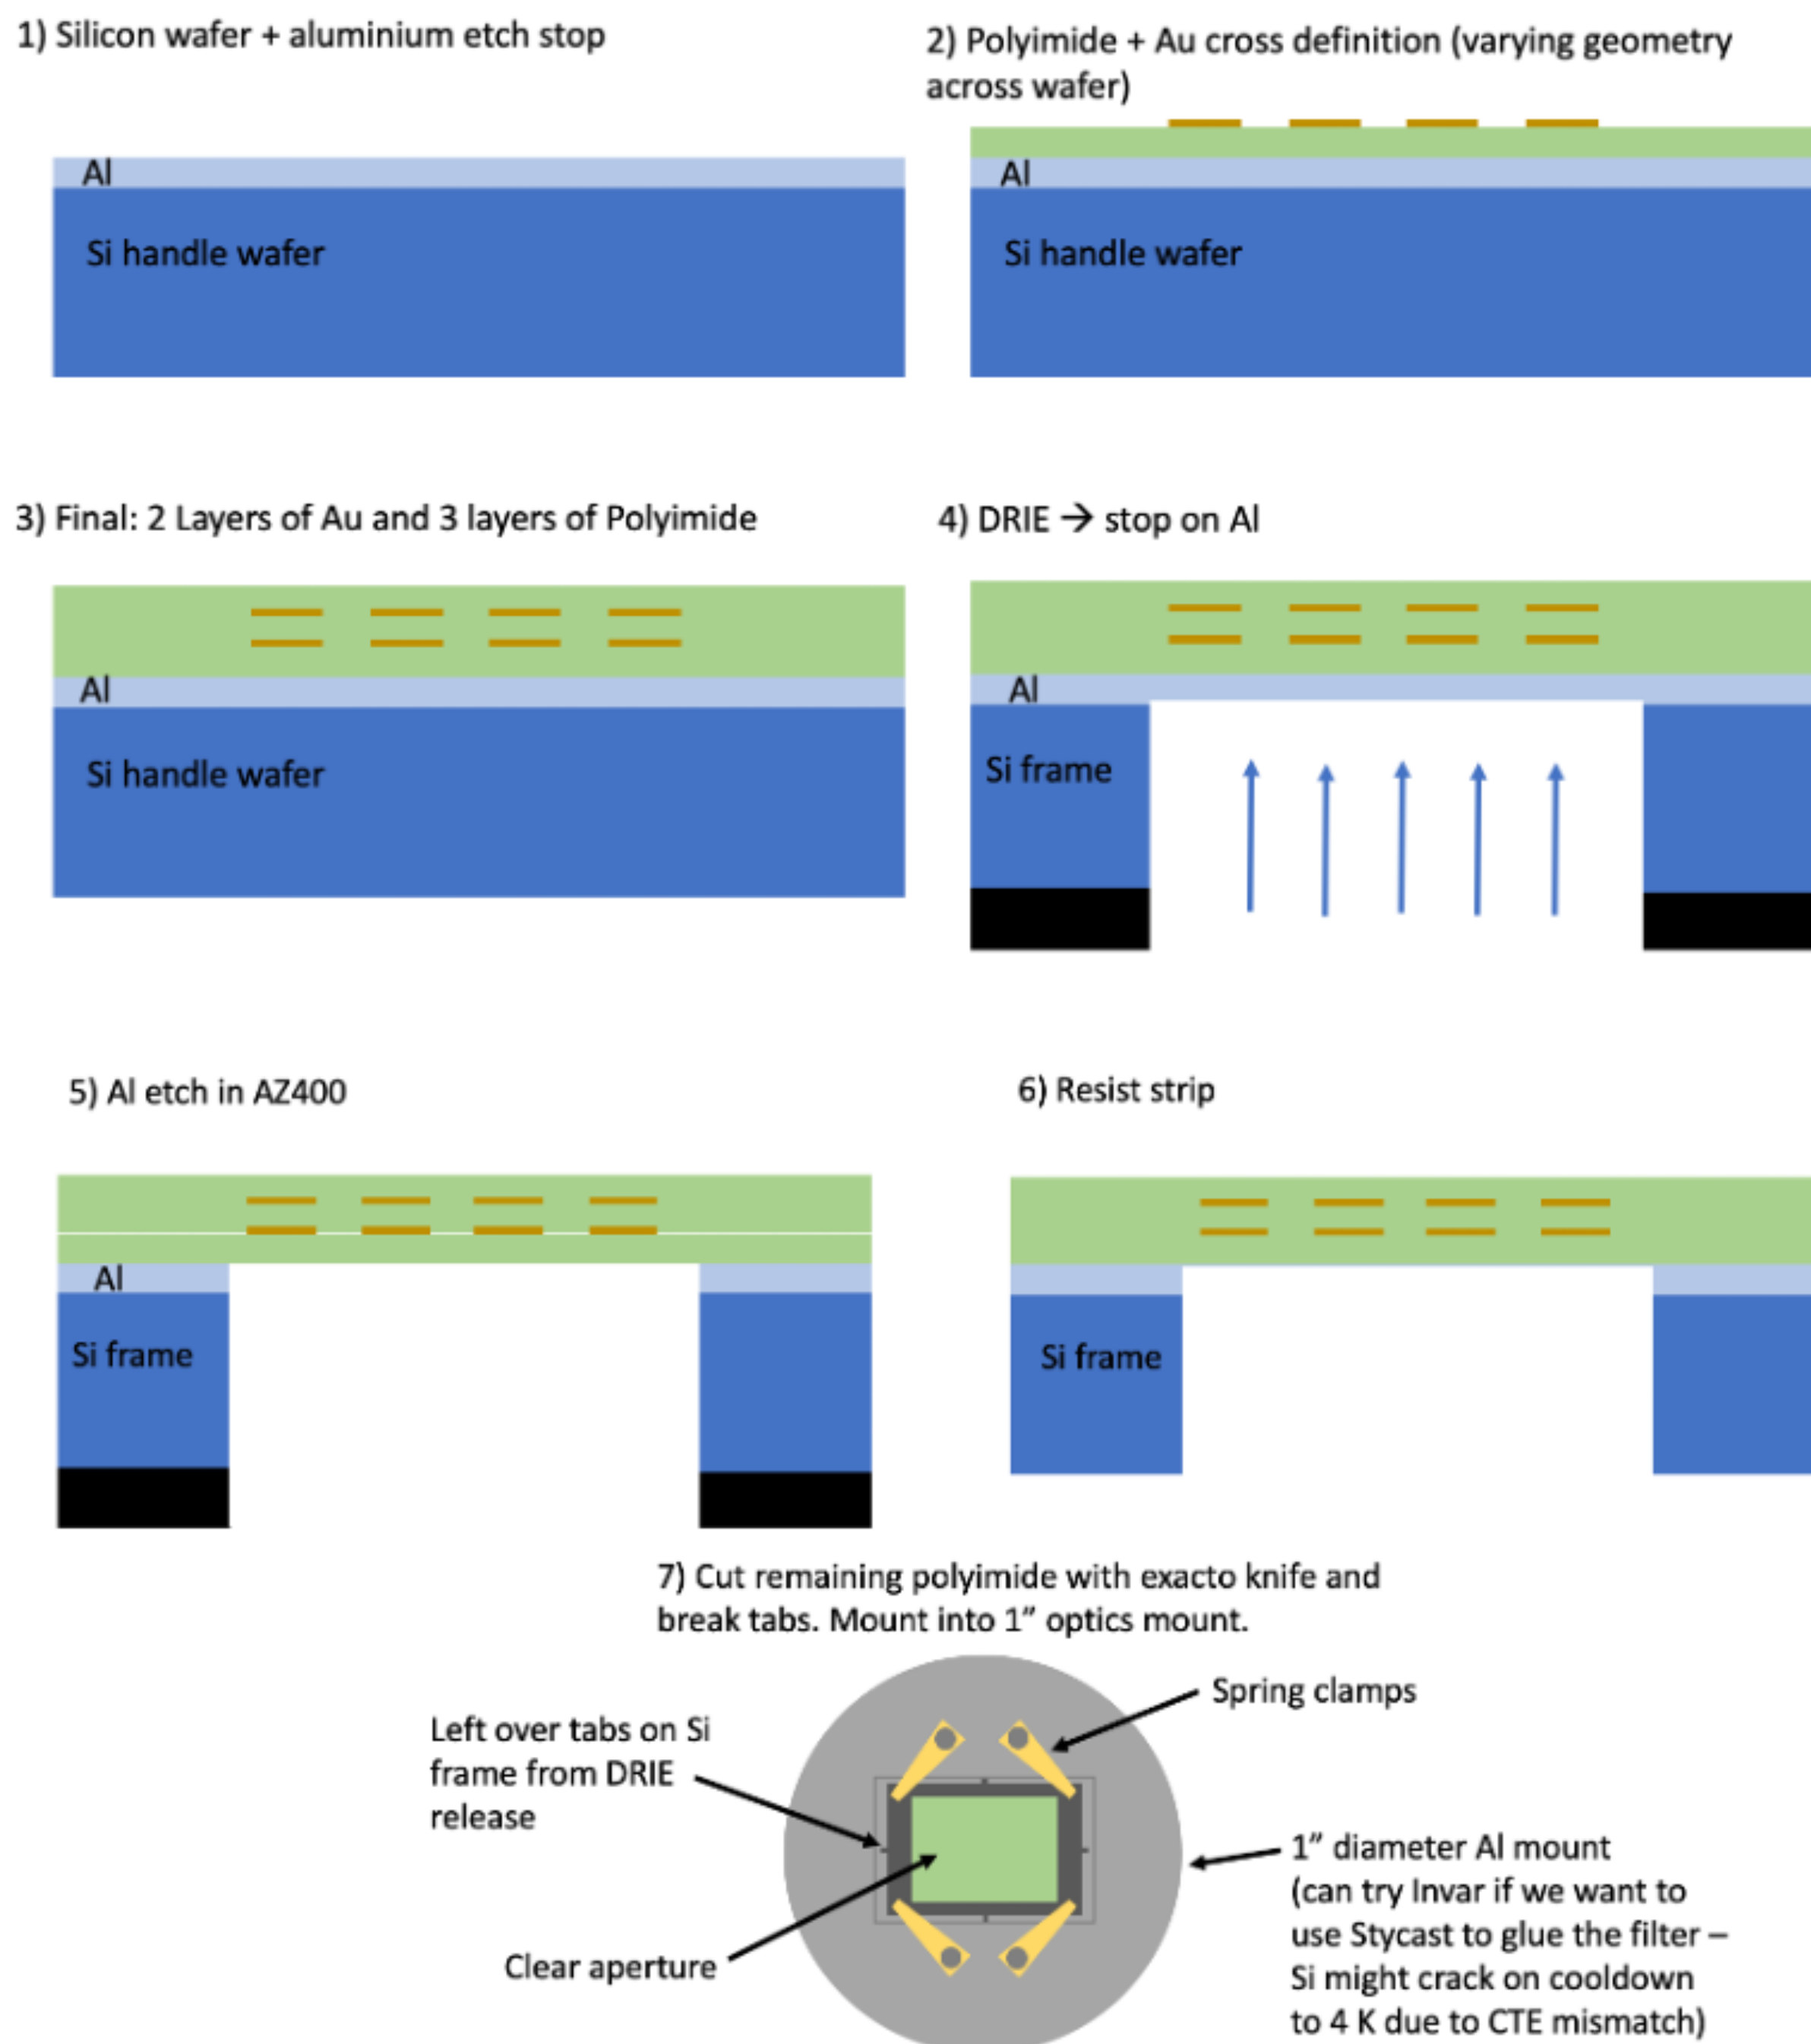 1) Silicon wafer + aluminium etch stop
Al
Si handle wafer
2) Polyimide + Au cross definition (varying geometry
across wafer)
Al
Si handle wafer
3) Final: 2 Layers of Au and 3 layers of Polyimide
Al
Si handle wafer
4) DRIE → stop on Al
Al
Si frame
5) Al etch in AZ400
Al
Si frame
6) Resist strip
Si frame
7) Cut remaining polyimide with exacto knife and
break tabs. Mount into 1” optics mount.
Spring clamps
Left over tabs on Si
frame from DRIE
release
Clear aperture
1” diameter Al mount
(can try Invar if we want to
use Stycast to glue the filter –
Si might crack on cooldown
to 4 K due to CTE mismatch)